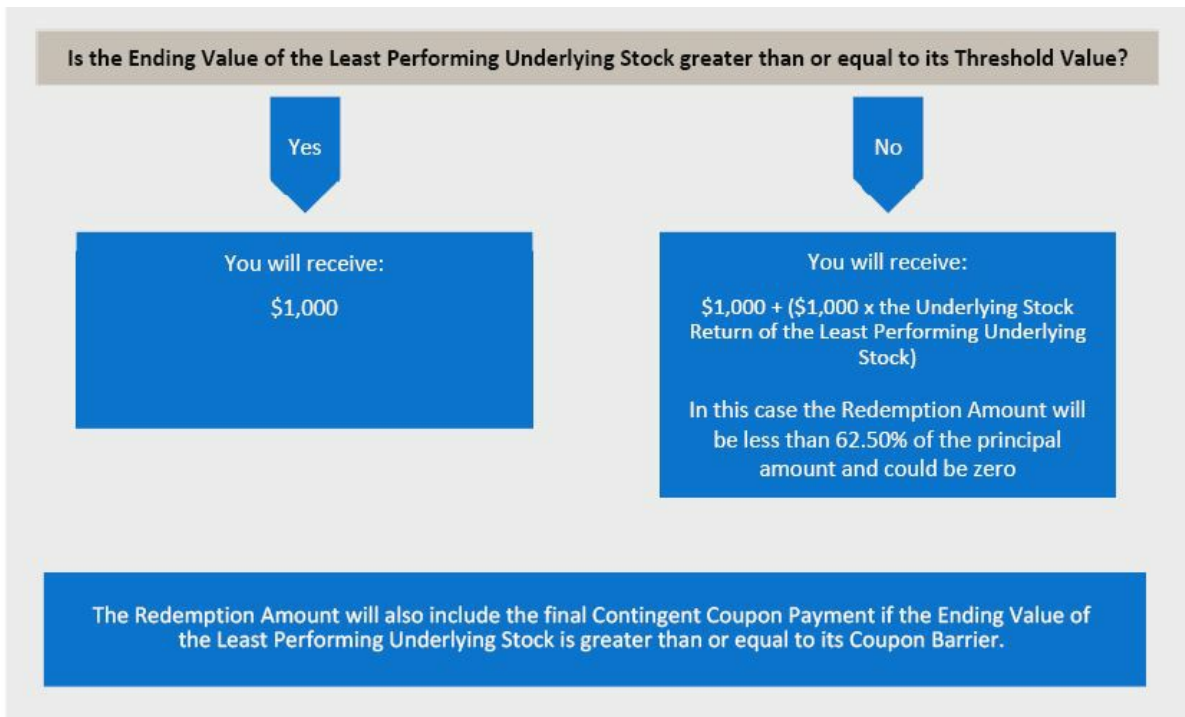 Is the Ending Value of the Least Performing Underlying Stock greater than or equal to its Threshold Value?
Yes
No
You will receive:
$1,000
You will receive:
$1,000 + ($1,000 x the Underlying Stock
Return of the Least Performing Underlying
Stock)
In this case the Redemption Amount will
be less than 62.50% of the principal
amount and could be zero
The Redemption Amount will also include the final Contingent Coupon Payment if the Ending Value of
the Least Performing Underlying Stock is greater than or equal to its Coupon Barrier.